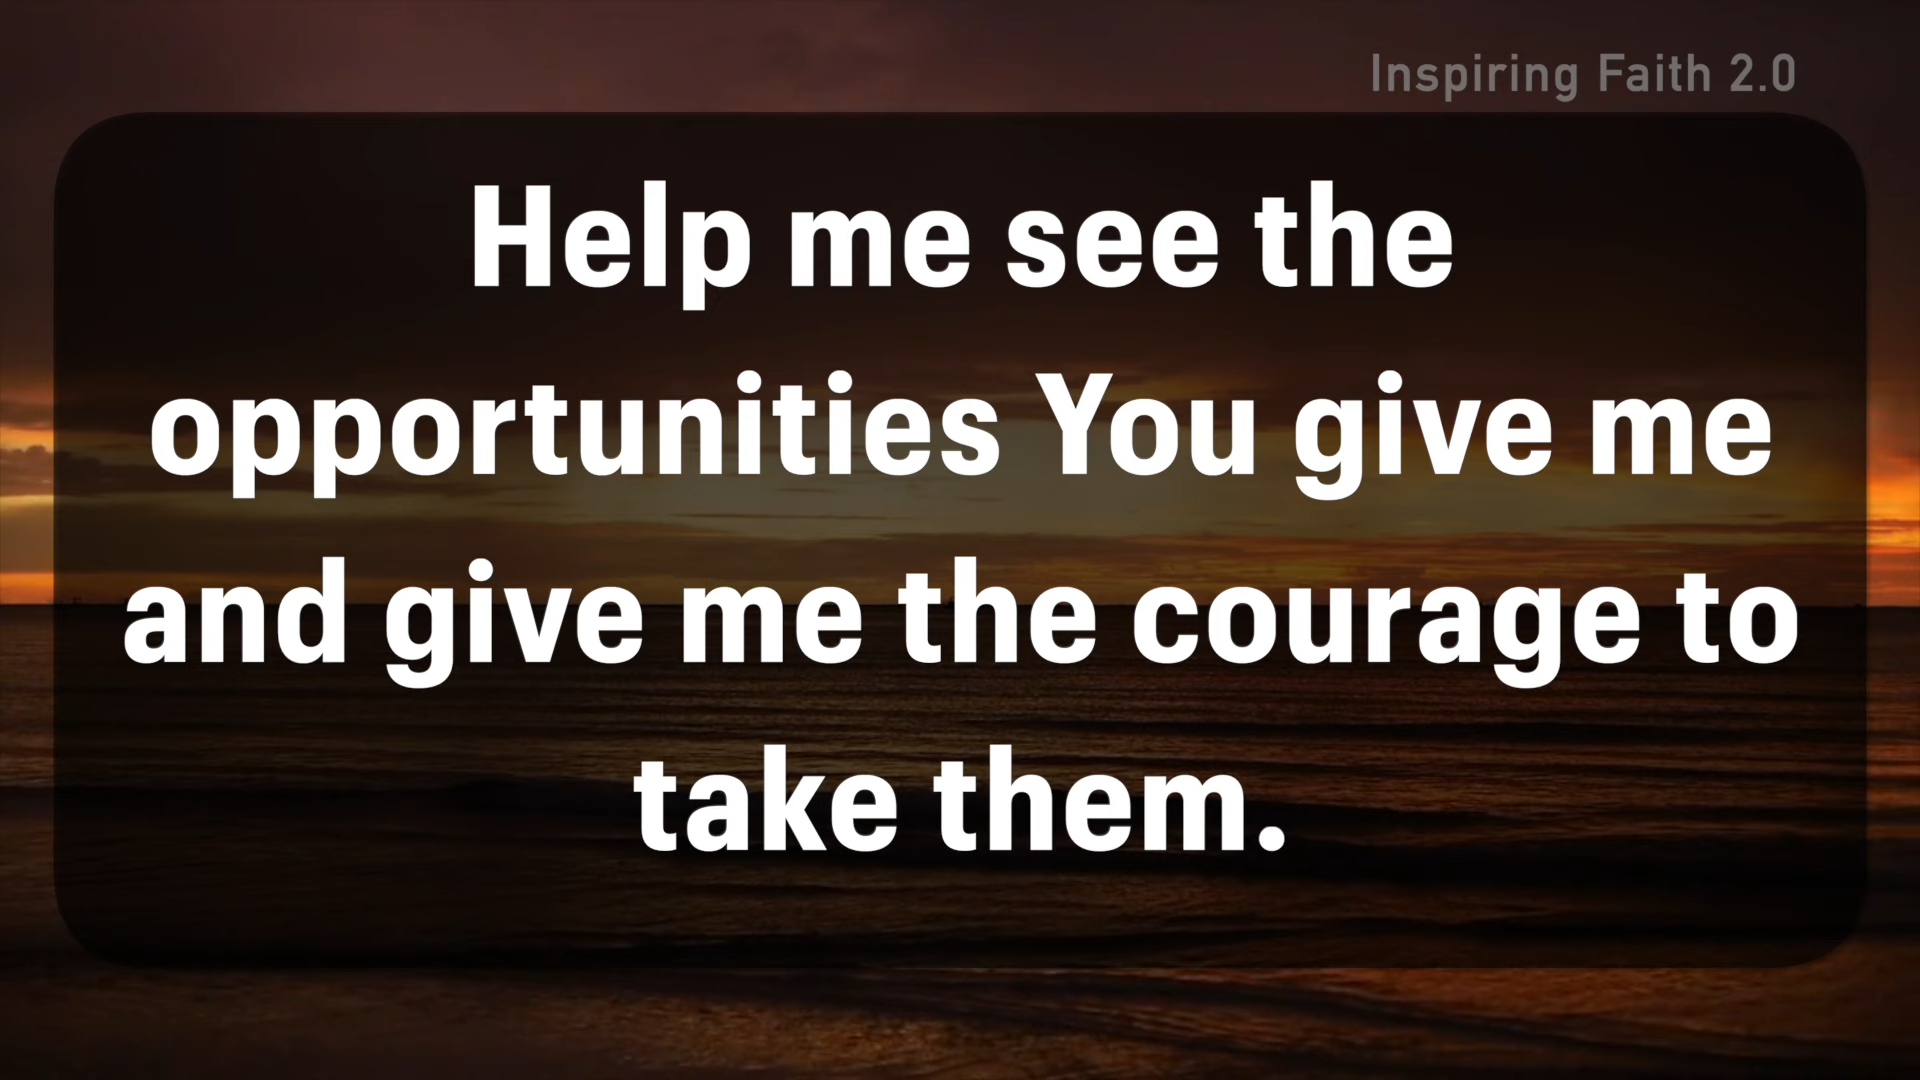 Inspiring Faith 2.0
Help me see the
opportunities You give me
and give me the courage to
take them.